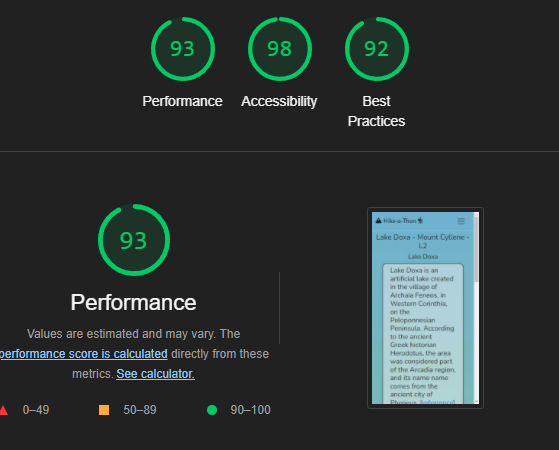 93
98
92
Performance
Accessibility
Best
Practices
93
Performance
Values are estimated and may vary. The
performance score is calculated directly from these
metrics. See calculator.
0–49
50–89
90–100
Hike-a-Thon
Lake Doxa - Mount Cyllene -
L2
Lake Doxa
Lake Doxa is an
artificial lake created
in the village of
Archaia Feneos, in
Western Corinthia,
on the
Peloponnesian
Peninsula. According
to the ancient
Greek historian
Herodotus, the area
was considered part
of the Arcadia region,
and its name name
comes from the
ancient city of